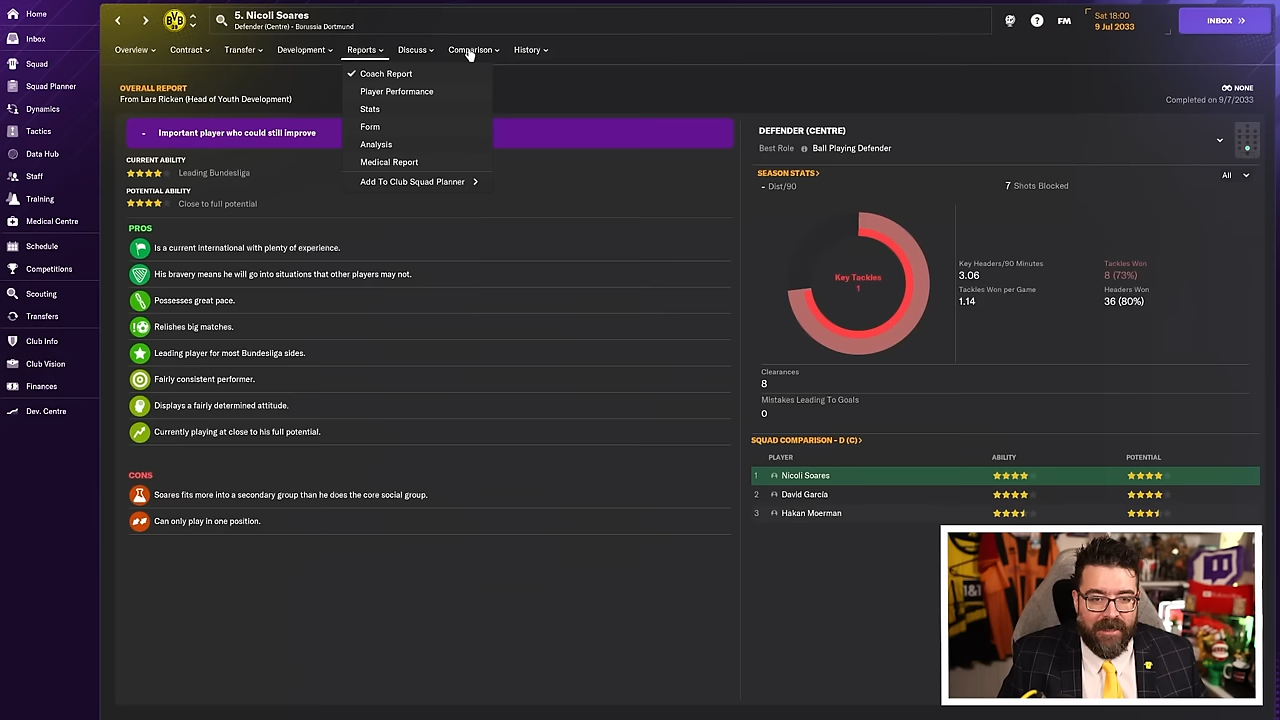 Home
Inbox
Squad
Squad Planner
Dynamics
Tactics
Data Hub
Staff
Training
Medical Centre
Schedule
Competitions
Scouting
Transfers
Club Info
Club Vision
Finances
Dev. Centre
BVB
5. Nicoli Soares
Defender (Centre) - Borussia Dortmund
?
FM
Sat 18:00
9 Jul 2033
INBOX
Overview
Contract
Transfer
Development
Reports
Discuss
Comparison
History
Coach Report
Player Performance
Stats
Form
Analysis
Medical Report
Add To Club Squad Planner
OVERALL REPORT
From Lars Ricken (Head of Youth Development)
NONE
Completed on 9/7/2033
- Important player who could still improve
CURRENT ABILITY
Leading Bundesliga
POTENTIAL ABILITY
Close to full potential
PROS
Is a current international with plenty of experience.
His bravery means he will go into situations that other players may not.
Possesses great pace.
Relishes big matches.
Leading player for most Bundesliga sides.
Fairly consistent performer.
Displays a fairly determined attitude.
Currently playing at close to his full potential.
CONS
Soares fits more into a secondary group than he does the core social group.
Can only play in one position.
DEFENDER (CENTRE)
Best Role Ball Playing Defender
SEASON STATS
All
- Dist/90
7 Shots Blocked
Key Tackles
1
Key Headers/90 Minutes
3.06
Tackles Won
8 (73%)
Tackles Won per Game
1.14
Headers Won
36 (80%)
Clearances
8
Mistakes Leading To Goals
0
SQUAD COMPARISON - D (C)
PLAYER ABILITY POTENTIAL
1 Nicoli Soares
2 David García
3 Hakan Moerman